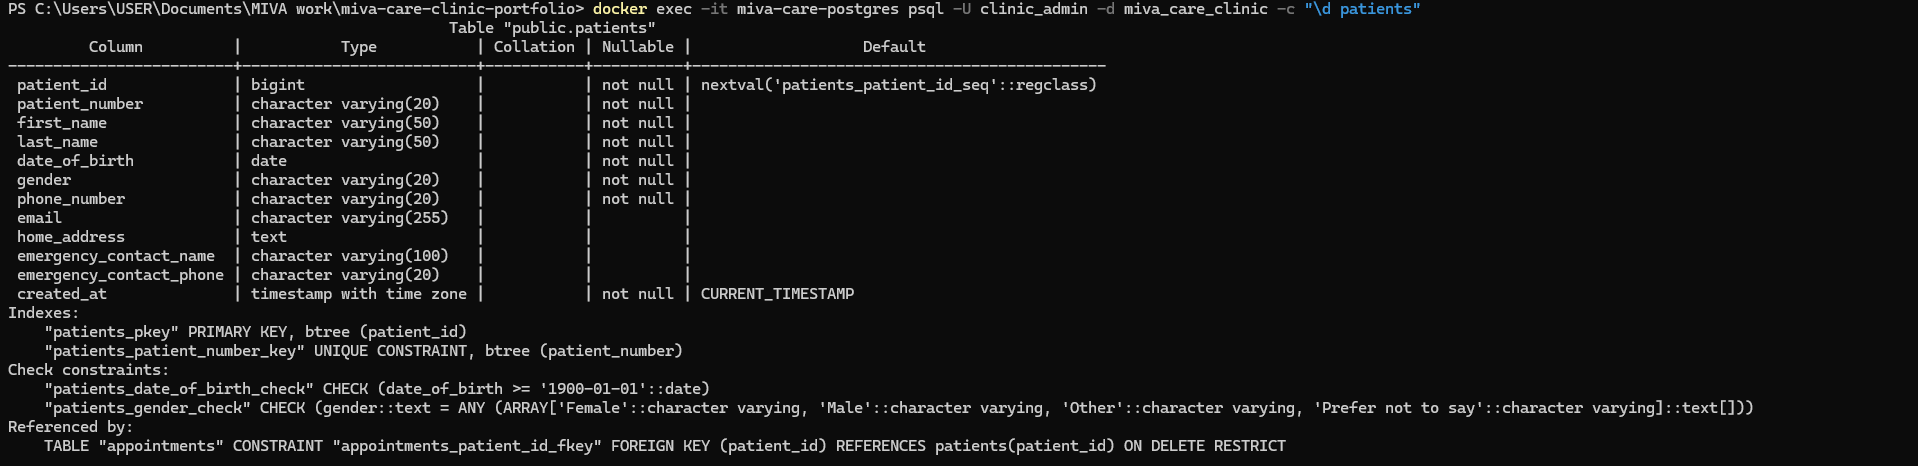 PS C:\Users\USER\Documents\MIVA work\miva-care-clinic-portfolio> docker exec -it miva-care-postgres psql -U clinic_admin -d miva_care_clinic -c "\d patients"
                                                Table "public.patients"
         Column          |           Type           | Collation | Nullable |                   Default
-------------------------+--------------------------+-----------+----------+----------------------------------------------
 patient_id              | bigint                   |           | not null | nextval('patients_patient_id_seq'::regclass)
 patient_number          | character varying(20)    |           | not null |
 first_name              | character varying(50)    |           | not null |
 last_name               | character varying(50)    |           | not null |
 date_of_birth           | date                     |           | not null |
 gender                  | character varying(20)    |           | not null |
 phone_number            | character varying(20)    |           | not null |
 email                   | character varying(255)   |           |          |
 home_address            | text                     |           |          |
 emergency_contact_name  | character varying(100)   |           |          |
 emergency_contact_phone | character varying(20)    |           |          |
 created_at              | timestamp with time zone |           | not null | CURRENT_TIMESTAMP
Indexes:
    "patients_pkey" PRIMARY KEY, btree (patient_id)
    "patients_patient_number_key" UNIQUE CONSTRAINT, btree (patient_number)
Check constraints:
    "patients_date_of_birth_check" CHECK (date_of_birth >= '1900-01-01'::date)
    "patients_gender_check" CHECK (gender::text = ANY (ARRAY['Female'::character varying, 'Male'::character varying, 'Other'::character varying, 'Prefer not to say'::character varying]::text[]))
Referenced by:
    TABLE "appointments" CONSTRAINT "appointments_patient_id_fkey" FOREIGN KEY (patient_id) REFERENCES patients(patient_id) ON DELETE RESTRICT